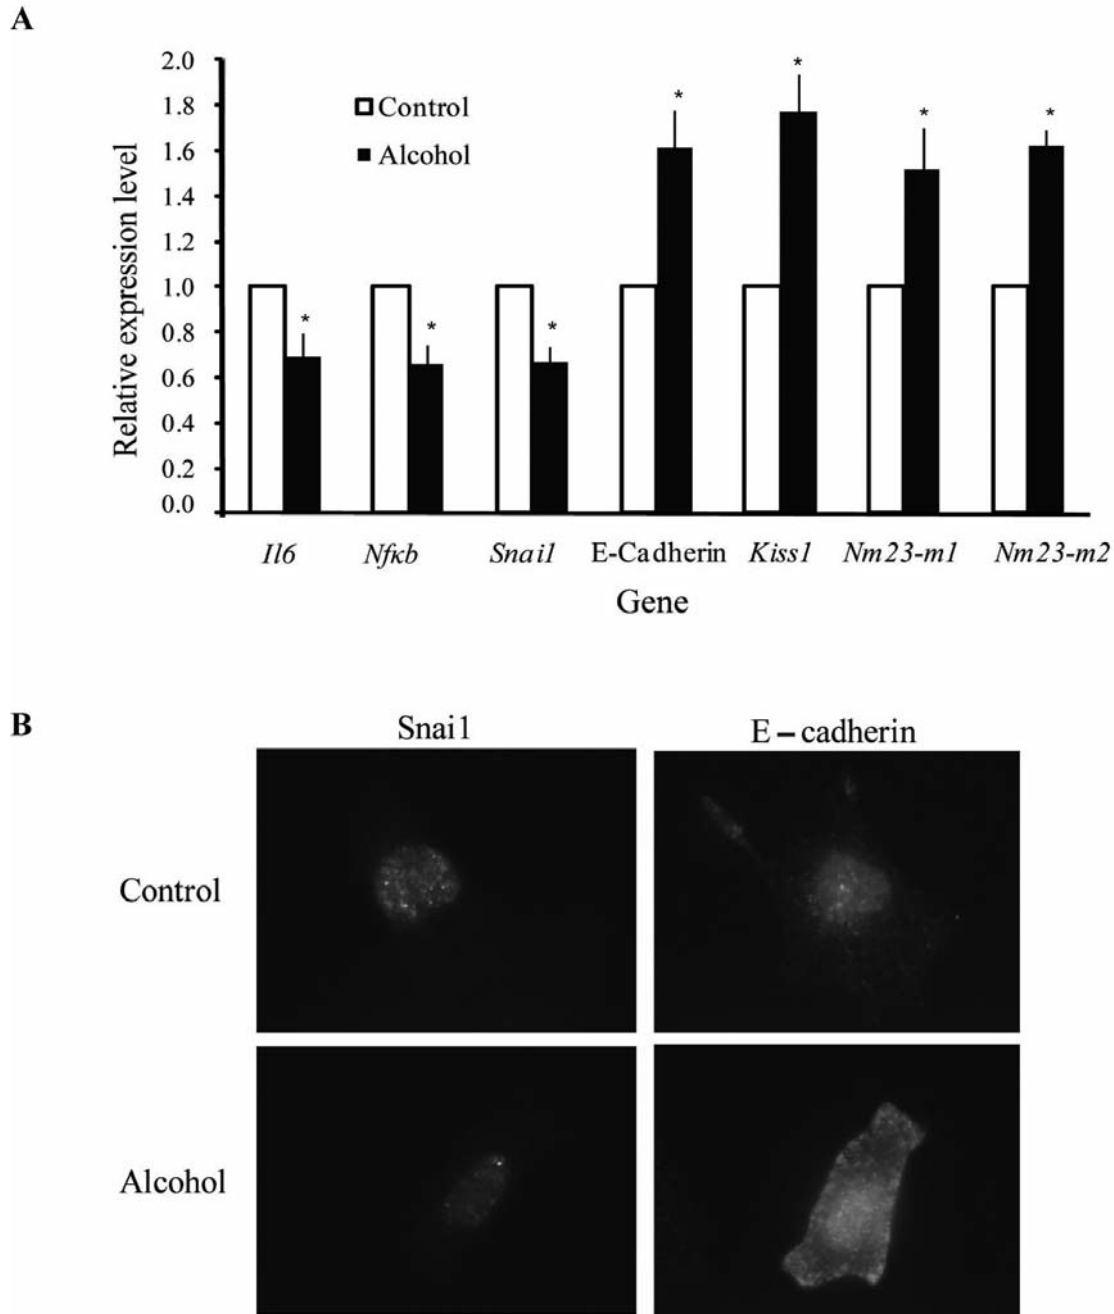 A
2.0
1.8
1.6
1.4
1.2
1.0
0.8
0.6
0.4
0.2
0.0
Relative expression level
Control
Alcohol
*
*
*
*
*
*
*
Il6 Nfκb Snail E-Cadherin Kiss1 Nm23-m1 Nm23-m2
Gene
B
Snail E – cadherin
Control
Alcohol